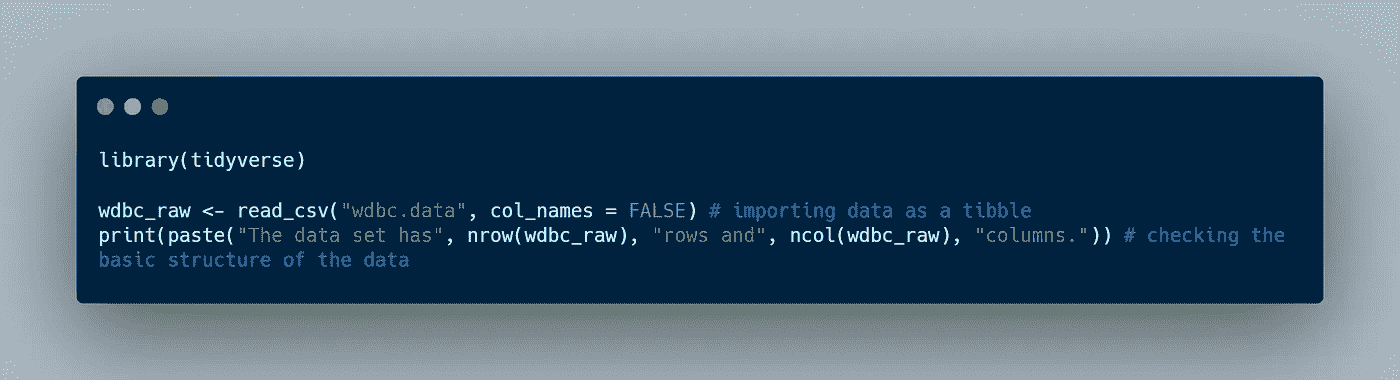 library(tidyverse)
wdbc_raw <- read_csv("wdbc.data", col_names = FALSE) # importing data as a tibble
print(paste("The data set has", nrow(wdbc_raw), "rows and", ncol(wdbc_raw), "columns.")) # checking the
basic structure of the data